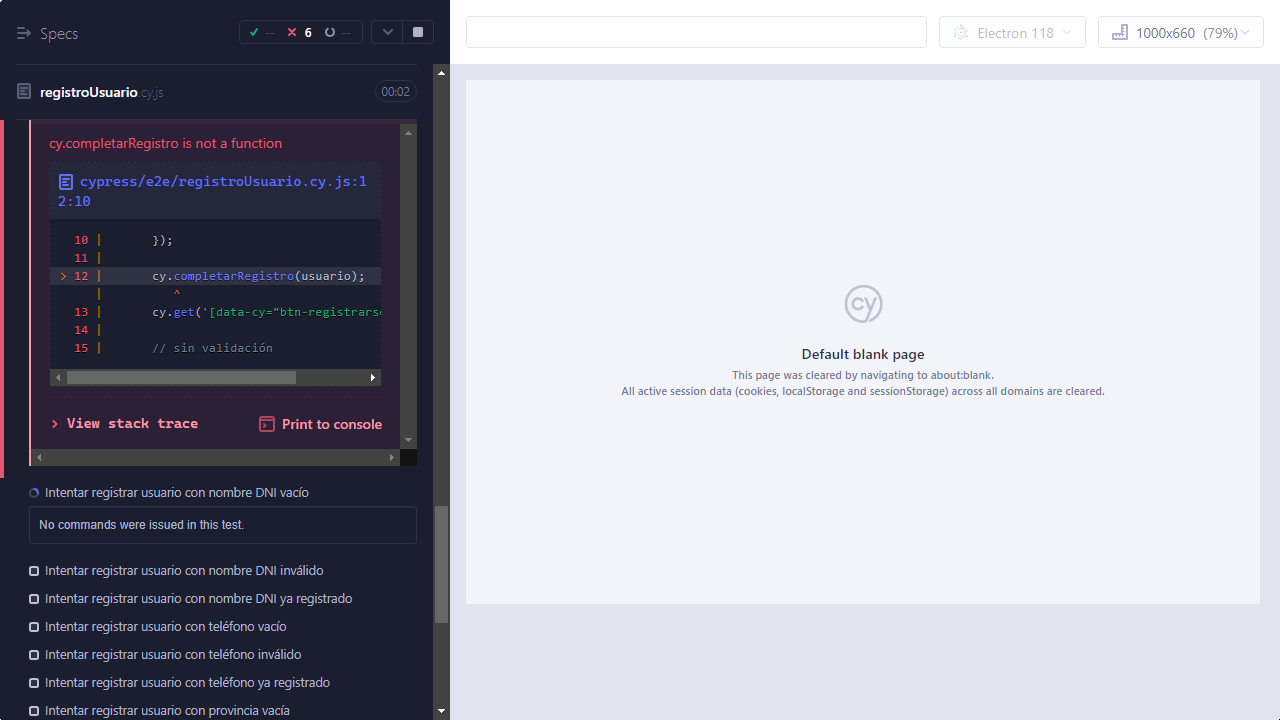 Specs
--
6
--
Electron 118
1000x660 (79%)
registroUsuario.cy.js
00:02
cy.completarRegistro is not a function
cypress/e2e/registroUsuario.cy.js:1
2:10
10 | });
11 |
> 12 | cy.completarRegistro(usuario);
| ^
13 | cy.get('[data-cy="btn-registrars
14 |
15 | // sin validación
View stack trace
Print to console
Intentar registrar usuario con nombre DNI vacío
No commands were issued in this test.
Intentar registrar usuario con nombre DNI inválido
Intentar registrar usuario con nombre DNI ya registrado
Intentar registrar usuario con teléfono vacío
Intentar registrar usuario con teléfono inválido
Intentar registrar usuario con teléfono ya registrado
Intentar registrar usuario con provincia vacía
cy
Default blank page
This page was cleared by navigating to about:blank.
All active session data (cookies, localStorage and sessionStorage) across all domains are cleared.